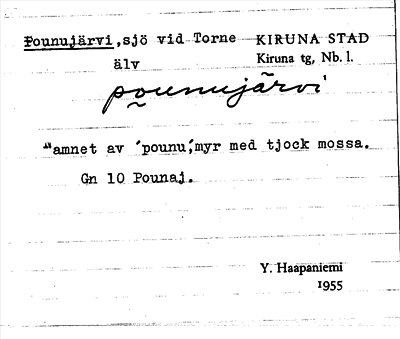 Pounujärvi, sjö vid Torne KIRUNA STAD
älv Kiruna tg, Nb. l.
pounujärvi
Namnet av 'pounu', myr med tjock mossa.
Gn 10 Pounaj.
Y. Haapaniemi
1955